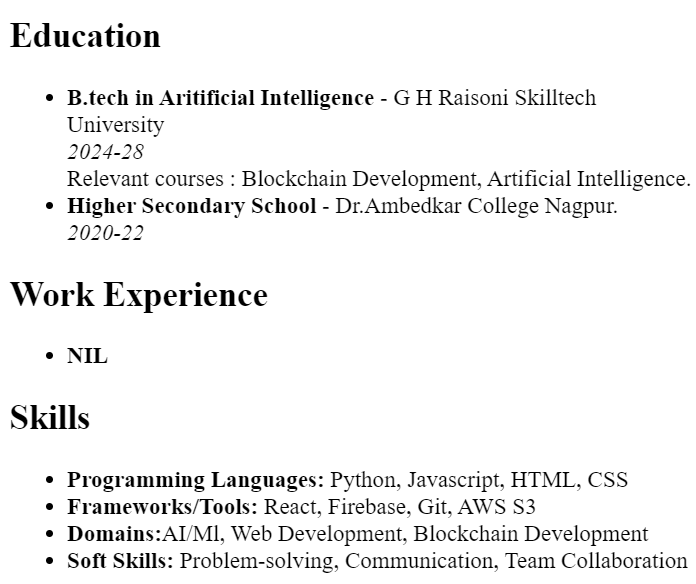 Education
• B.tech in Aritificial Intelligence - G H Raisoni Skilltech
University
2024-28
Relevant courses : Blockchain Development, Artificial Intelligence.
• Higher Secondary School - Dr.Ambedkar College Nagpur.
2020-22
Work Experience
• NIL
Skills
• Programming Languages: Python, Javascript, HTML, CSS
• Frameworks/Tools: React, Firebase, Git, AWS S3
• Domains:AI/Ml, Web Development, Blockchain Development
• Soft Skills: Problem-solving, Communication, Team Collaboration